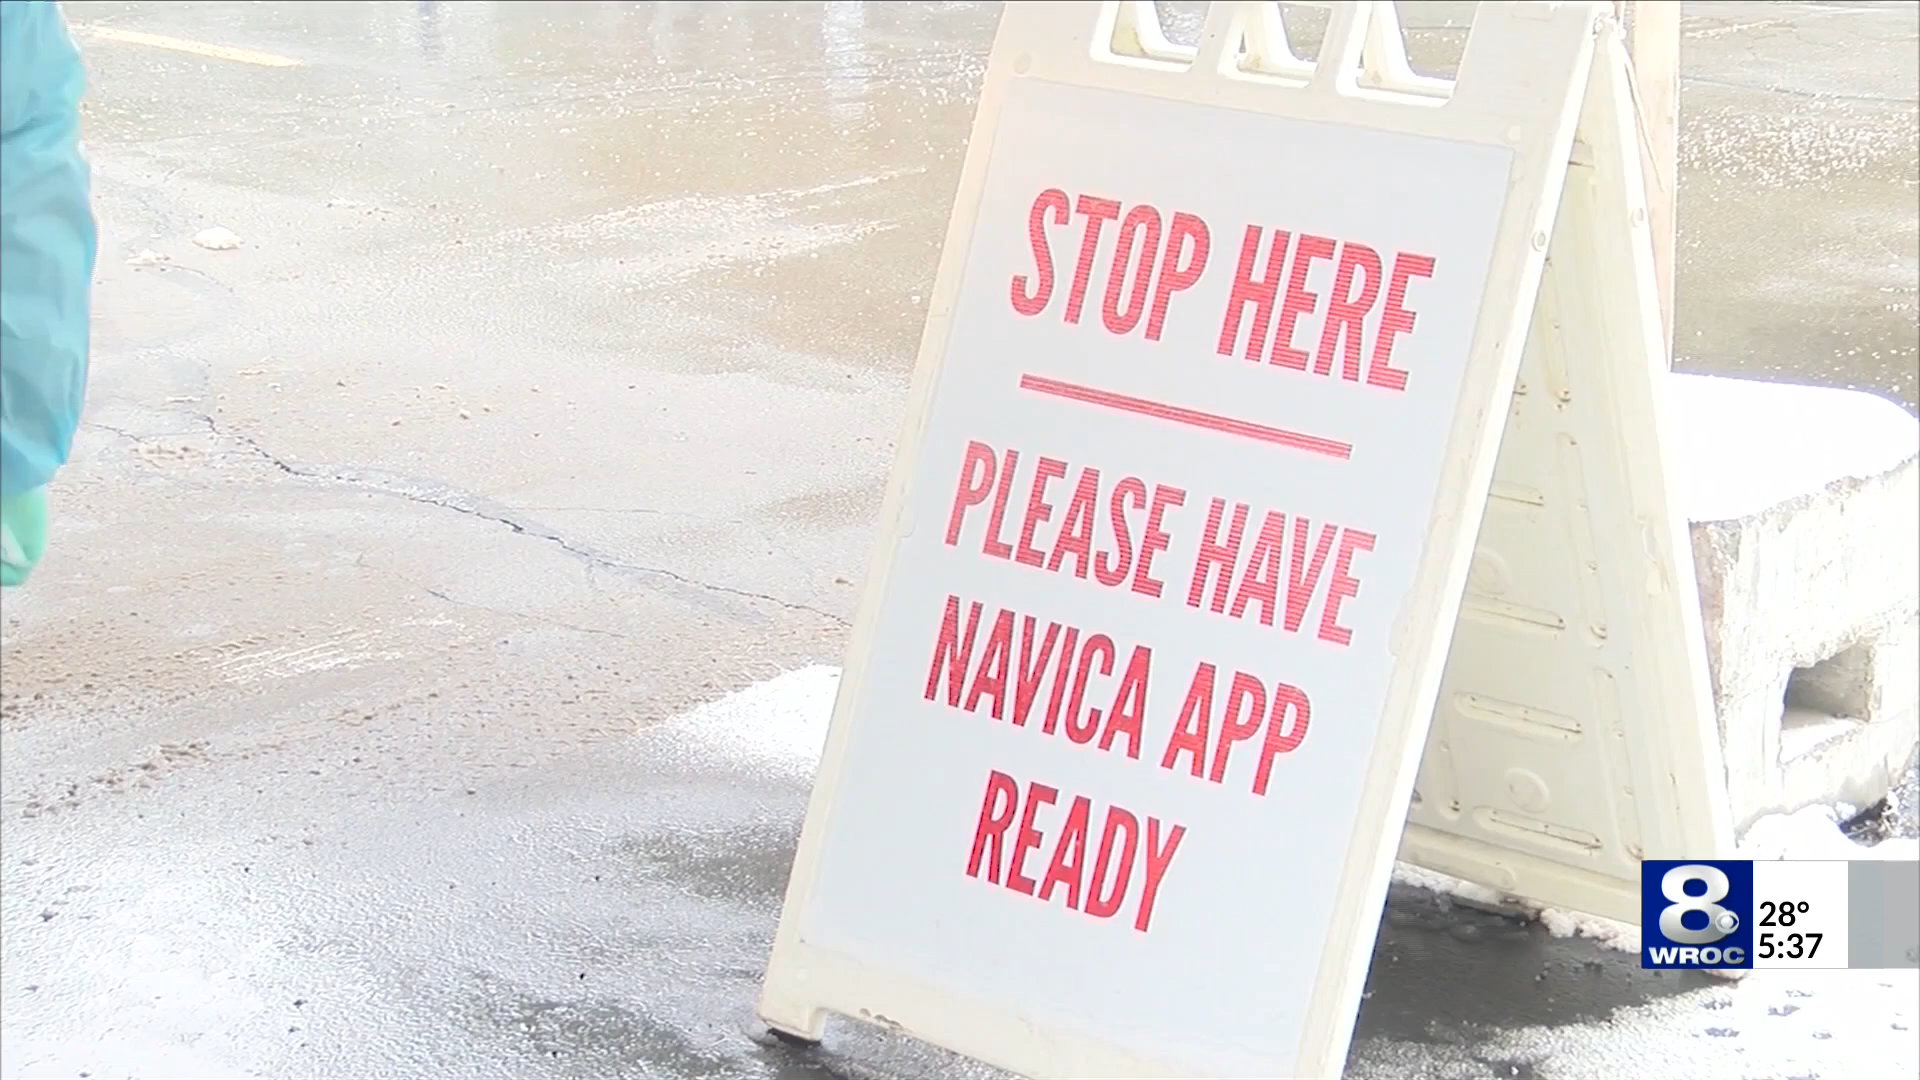 STOP HERE
PLEASE HAVE
NAVICA APP
READY
8
WROC
28°
5:37